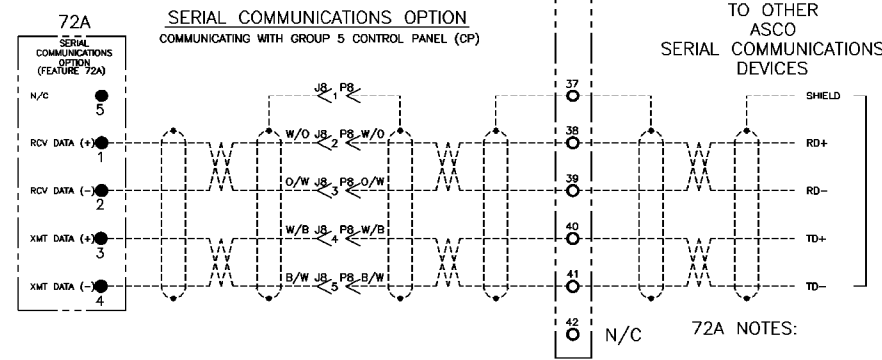 72A
SERIAL
COMMUNICATIONS
OPTION
(FEATURE 72A)
SERIAL COMMUNICATIONS OPTION
COMMUNICATING WITH GROUP 5 CONTROL PANEL (CP)
TO OTHER
ASCO
SERIAL COMMUNICATIONS
DEVICES
N/C
5
J8 1 P8
37
SHIELD
RCV DATA (+)
1
W/O J8 2 P8 W/O
38
RD+
RCV DATA (-)
2
O/W J8 3 P8 O/W
39
RD-
XMT DATA (+)
3
W/B J8 4 P8 W/B
40
TD+
XMT DATA (-)
4
B/W J8 5 P8 B/W
41
TD-
42
N/C
72A NOTES: